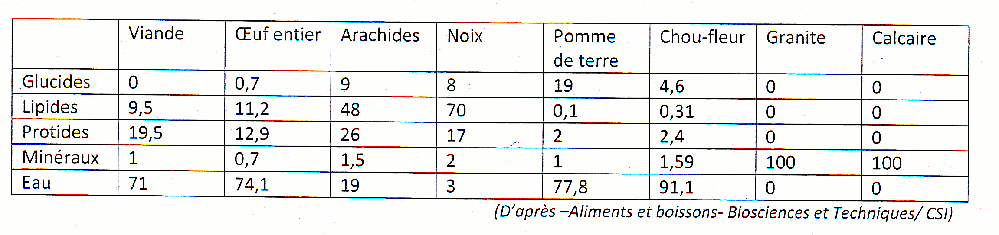 Viande Œuf entier Arachides Noix Pomme de terre Chou-fleur Granite Calcaire
Glucides 0 0,7 9 8 19 4,6 0 0
Lipides 9,5 11,2 48 70 0,1 0,31 0 0
Protides 19,5 12,9 26 17 2 2,4 0 0
Minéraux 1 0,7 1,5 2 1 1,59 100 100
Eau 71 74,1 19 3 77,8 91,1 0 0
(D'après –Aliments et boissons- Biosciences et Techniques/ CSI)